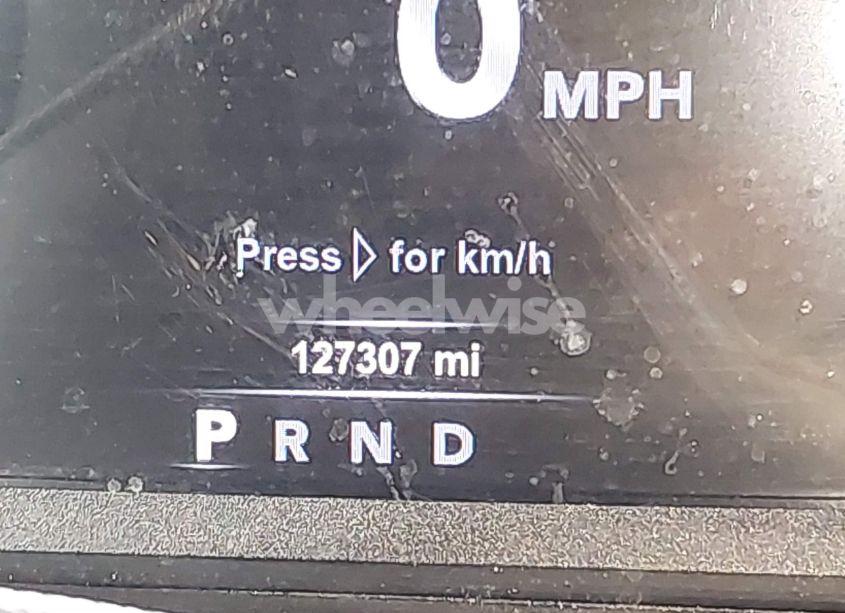 0 MPH
Press ▷ for km/h
wheelwise
127307 mi
P R N D